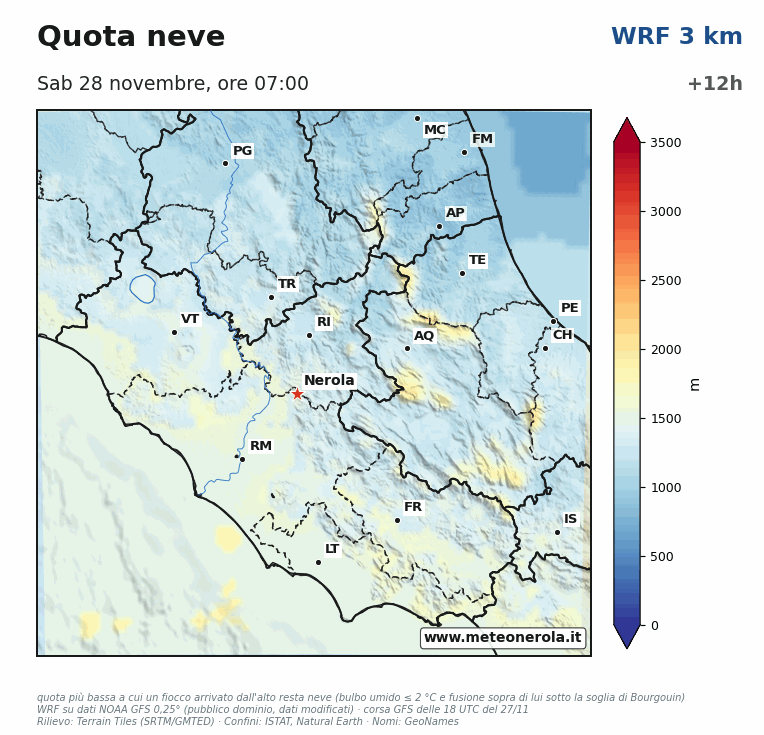 Quota neve
WRF 3 km
Sab 28 novembre, ore 07:00
+12h
MC
FM
PG
AP
TE
TR
PE
VT
RI
AQ
CH
Nerola
RM
FR
IS
LT
www.meteonerola.it
3500
3000
2500
2000
1500
1000
500
0
m
quota più bassa a cui un fiocco arrivato dall'alto resta neve (bulbo umido ≤ 2 °C e fusione sopra di lui sotto la soglia di Bourgouin)
WRF su dati NOAA GFS 0,25° (pubblico dominio, dati modificati) · corsa GFS delle 18 UTC del 27/11
Rilievo: Terrain Tiles (SRTM/GMTED) · Confini: ISTAT, Natural Earth · Nomi: GeoNames